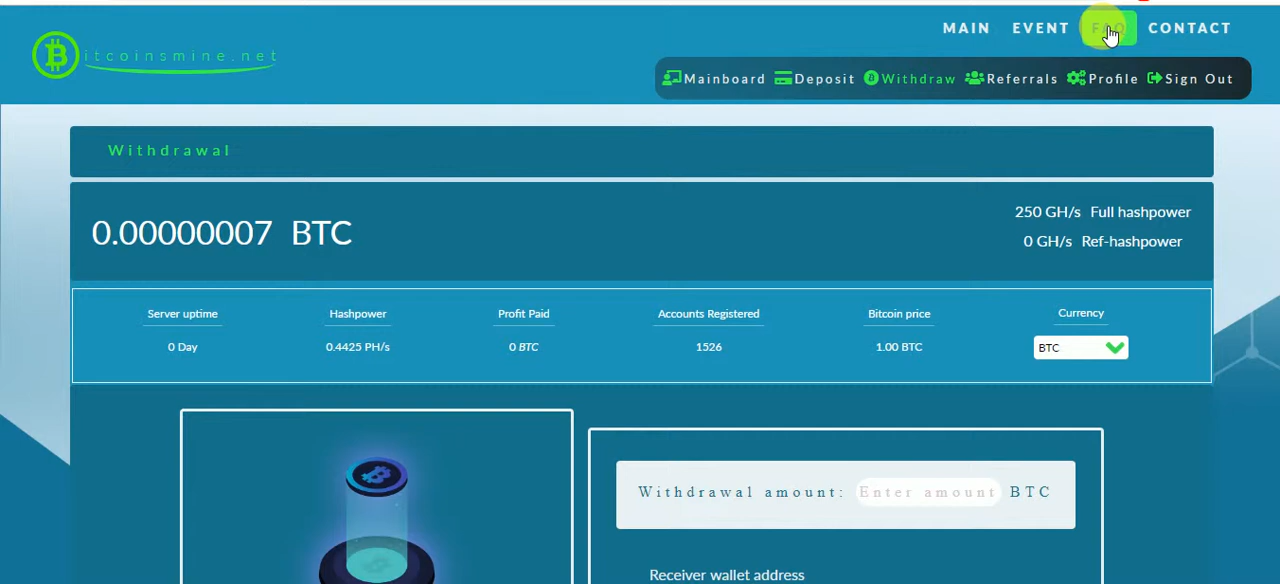 MAIN EVENT FAQ CONTACT
itcoinsmine.net
Mainboard Deposit Withdraw Referrals Profile Sign Out
Withdrawal
0.00000007 BTC
250 GH/s Full hashpower
0 GH/s Ref-hashpower
Server uptime Hashpower Profit Paid Accounts Registered Bitcoin price Currency
0 Day 0.4425 PH/s 0 BTC 1526 1.00 BTC BTC
Withdrawal amount: Enter amount BTC
Receiver wallet address